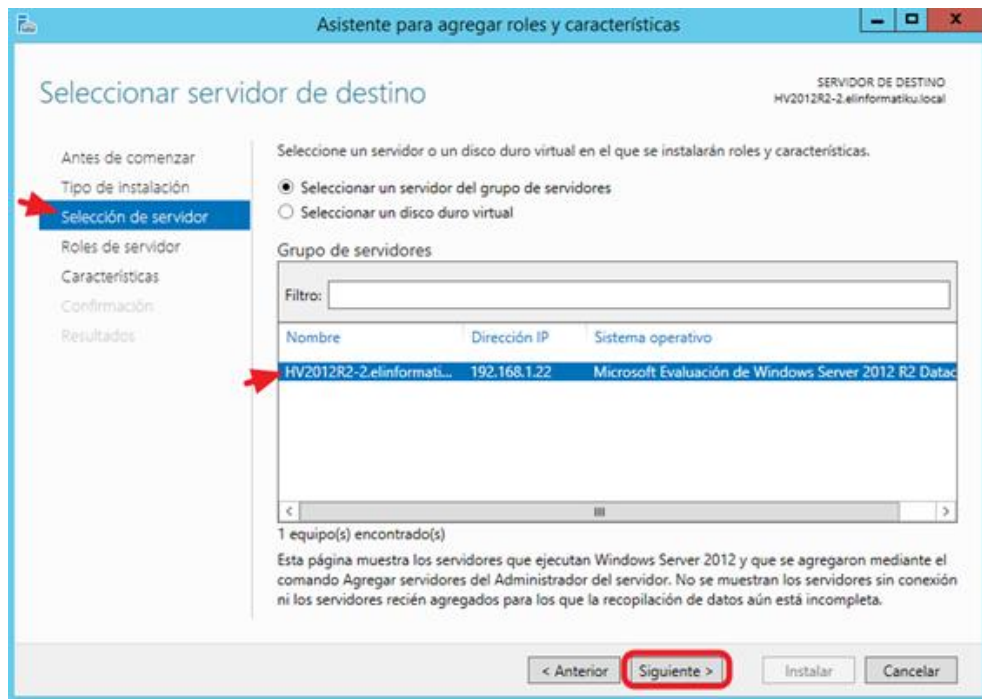 Asistente para agregar roles y características
Seleccionar servidor de destino
SERVIDOR DE DESTINO
HV2012R2-2.elinformatiku.local
Antes de comenzar
Tipo de instalación
Selección de servidor
Roles de servidor
Características
Confirmación
Resultados
Seleccione un servidor o un disco duro virtual en el que se instalarán roles y características.
Seleccionar un servidor del grupo de servidores
Seleccionar un disco duro virtual
Grupo de servidores
Filtro:
Nombre Dirección IP Sistema operativo
HV2012R2-2.elinformati... 192.168.1.22 Microsoft Evaluación de Windows Server 2012 R2 Datac
1 equipo(s) encontrado(s)
Esta página muestra los servidores que ejecutan Windows Server 2012 y que se agregaron mediante el
comando Agregar servidores del Administrador del servidor. No se muestran los servidores sin conexión
ni los servidores recién agregados para los que la recopilación de datos aún está incompleta.
< Anterior Siguiente > Instalar Cancelar